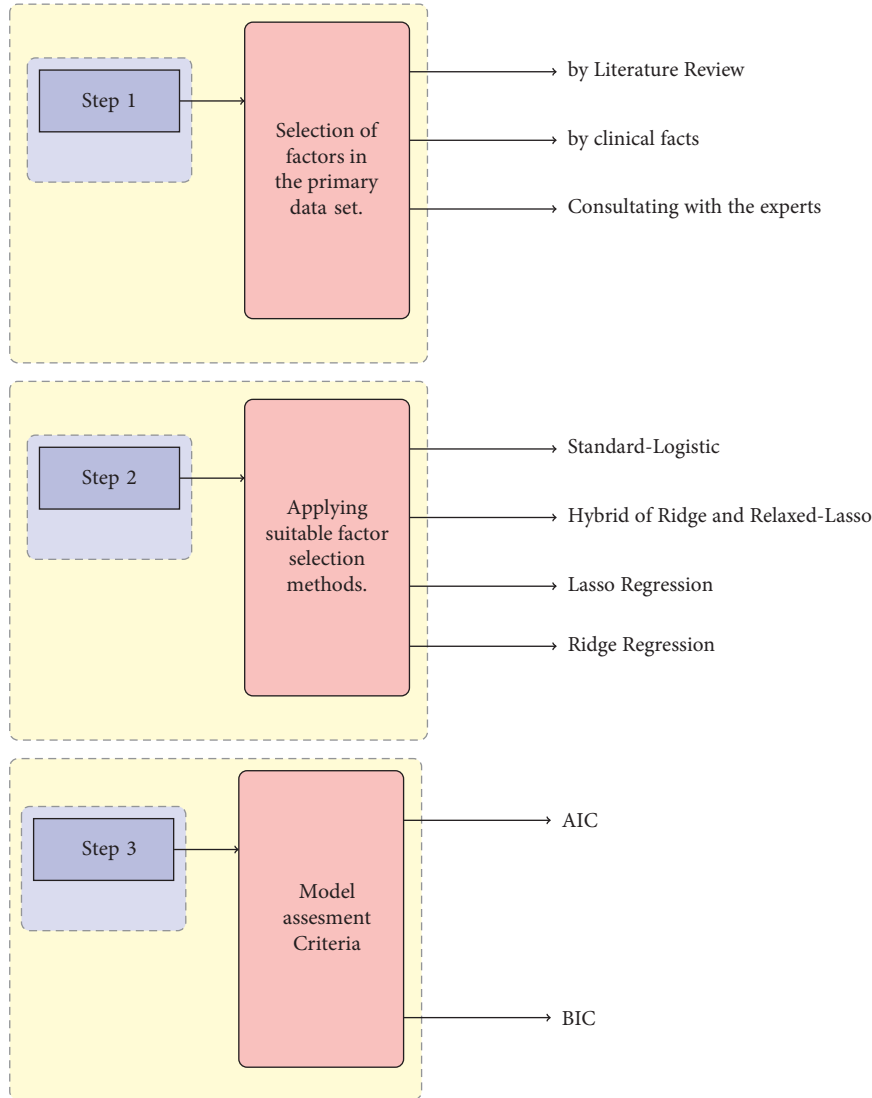 Step 1
Selection of
factors in
the primary
data set.
by Literature Review
by clinical facts
Consultating with the experts
Step 2
Applying
suitable factor
selection
methods.
Standard-Logistic
Hybrid of Ridge and Relaxed-Lasso
Lasso Regression
Ridge Regression
Step 3
Model
assesment
Criteria
AIC
BIC